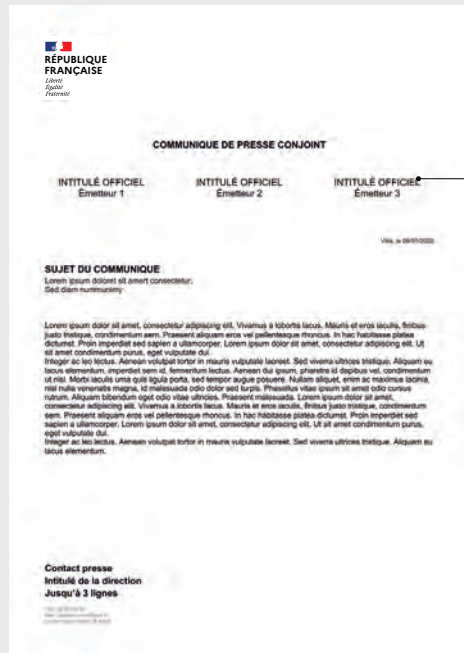 RÉPUBLIQUE
FRANÇAISE
Liberté
Égalité
Fraternité
COMMUNIQUE DE PRESSE CONJOINT
INTITULÉ OFFICIEL INTITULÉ OFFICIEL INTITULÉ OFFICIEL
Émetteur 1 Émetteur 2 Émetteur 3
Ville, le 09/01/2020
SUJET DU COMMUNIQUE
Lorem ipsum doloret sit amert consectetur.
Sed diam nummunimy
Lorem ipsum dolor sit amet, consectetur adipiscing elit. Vivamus a lobortis lacus. Mauris et eros iaculis, finibus
justo tristique, condimentum sem. Praesent aliquam eros vel pellentesque rhoncus. In hac habitasse platea
dictumst. Proin imperdiet sed sapien a ullamcorper. Lorem ipsum dolor sit amet, consectetur adipiscing elit. Ut
sit amet condimentum purus, eget vulputate dui.
Integer ac leo lectus. Aenean volutpat tortor in mauris vulputate laoreet. Sed viverra ultrices tristique. Aliquam eu
lacus elementum, imperdiet sem id, fermentum lectus. Aenean dui ipsum, pharetra id dapibus vel, condimentum
ut nisl. Morbi iaculis urna quis ligula porta, sed tempor augue posuere. Nullam aliquet, enim ac maximus lacinia,
nisl nulla venenatis magna, id malesuada odio dolor sed turpis. Phasellus vitae ipsum sit amet odio cursus
rutrum. Aliquam bibendum eget odio vitae ultricies. Praesent malesuada. Lorem ipsum dolor sit amet,
consectetur adipiscing elit. Vivamus a lobortis lacus. Mauris et eros iaculis, finibus justo tristique, condimentum
sem. Praesent aliquam eros vel pellentesque rhoncus. In hac habitasse platea dictumst. Proin imperdiet sed
sapien a ullamcorper. Lorem ipsum dolor sit amet, consectetur adipiscing elit. Ut sit amet condimentum purus,
eget vulputate dui.
Integer ac leo lectus. Aenean volutpat tortor in mauris vulputate laoreet. Sed viverra ultrices tristique. Aliquam eu
lacus elementum.
Contact presse
Intitulé de la direction
Jusqu'à 3 lignes